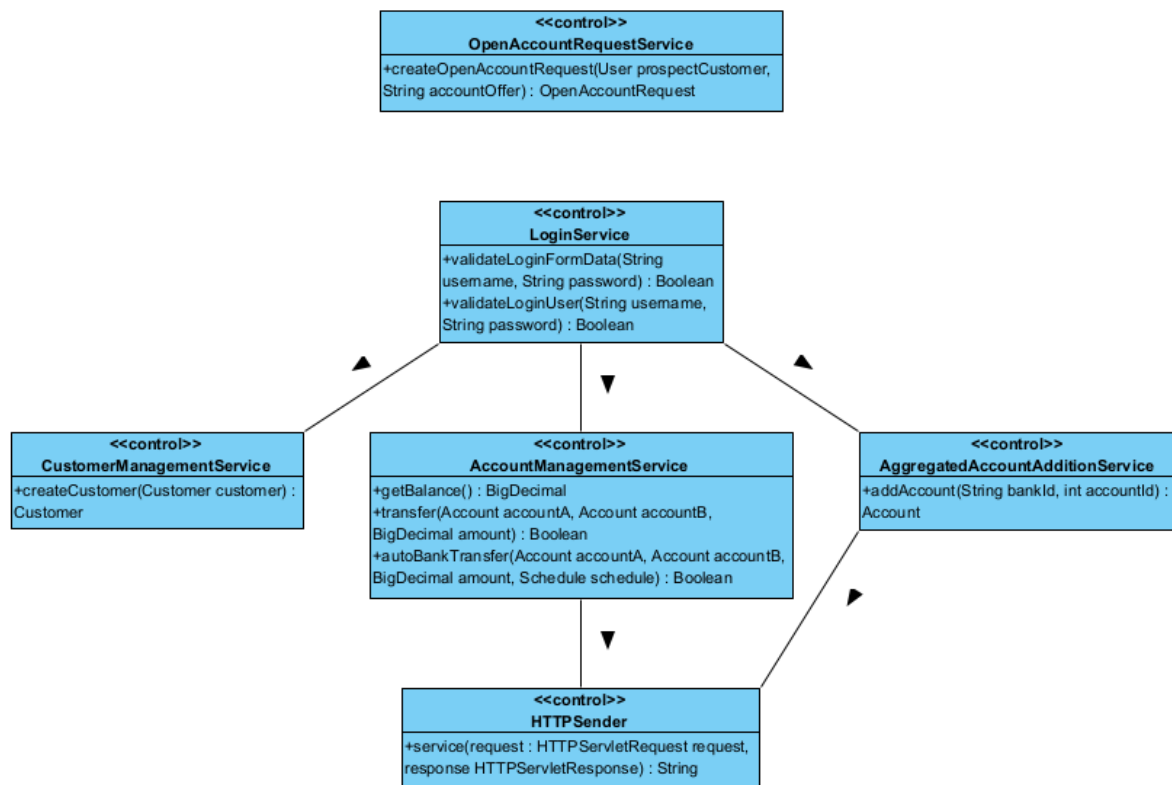 <<control>>
OpenAccountRequestService
+createOpenAccountRequest(User prospectCustomer,
String accountOffer) : OpenAccountRequest
<<control>>
LoginService
+validateLoginFormData(String
username, String password) : Boolean
+validateLoginUser(String username,
String password) : Boolean
<<control>>
CustomerManagementService
+createCustomer(Customer customer) :
Customer
<<control>>
AccountManagementService
+getBalance() : BigDecimal
+transfer(Account accountA, Account accountB,
BigDecimal amount) : Boolean
+autoBankTransfer(Account accountA, Account accountB,
BigDecimal amount, Schedule schedule) : Boolean
<<control>>
AggregatedAccountAdditionService
+addAccount(String bankId, int accountId) :
Account
<<control>>
HTTPSender
+service(request : HTTPServletRequest request,
response HTTPServletResponse) : String